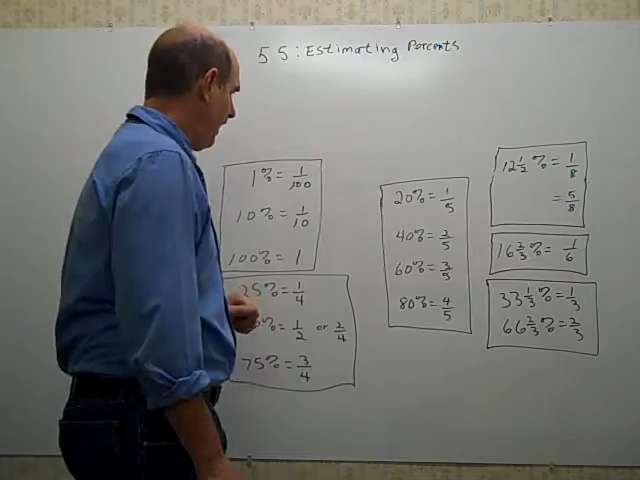 5 5 : Estimating Percents
1% = 1/100
10% = 1/10
100% = 1
25% = 1/4
% = 1/2 or 2/4
75% = 3/4
20% = 1/5
40% = 2/5
60% = 3/5
80% = 4/5
12 1/2 % = 1/8
= 5/8
16 2/3 % = 1/6
33 1/3 % = 1/3
66 2/3 % = 2/3